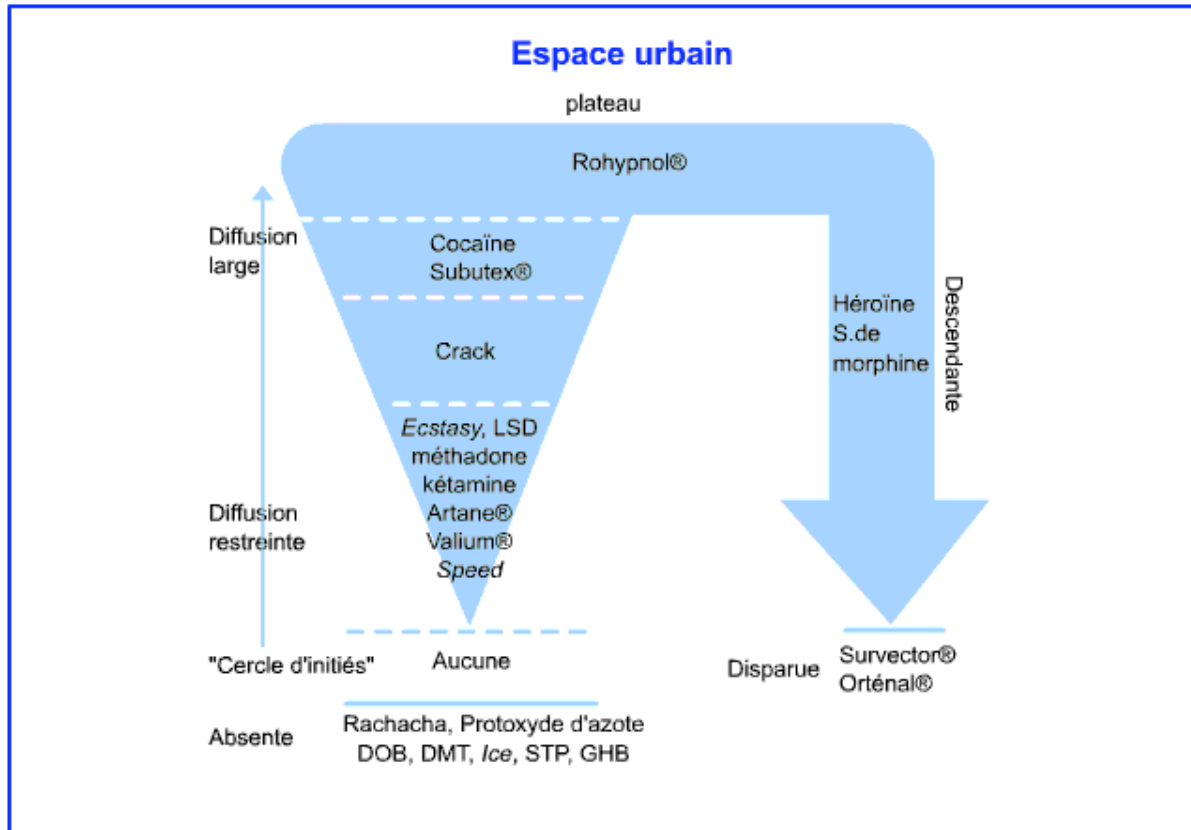 Espace urbain
plateau
Rohypnol®
Diffusion
large
Cocaïne
Subutex®
Crack
Ecstasy, LSD
méthadone
kétamine
Artane®
Valium®
Speed
Diffusion
restreinte
Héroïne
S.de
morphine
Descendante
"Cercle d'initiés"
Aucune
Disparue
Survector®
Orténal®
Absente
Rachacha, Protoxyde d'azote
DOB, DMT, Ice, STP, GHB